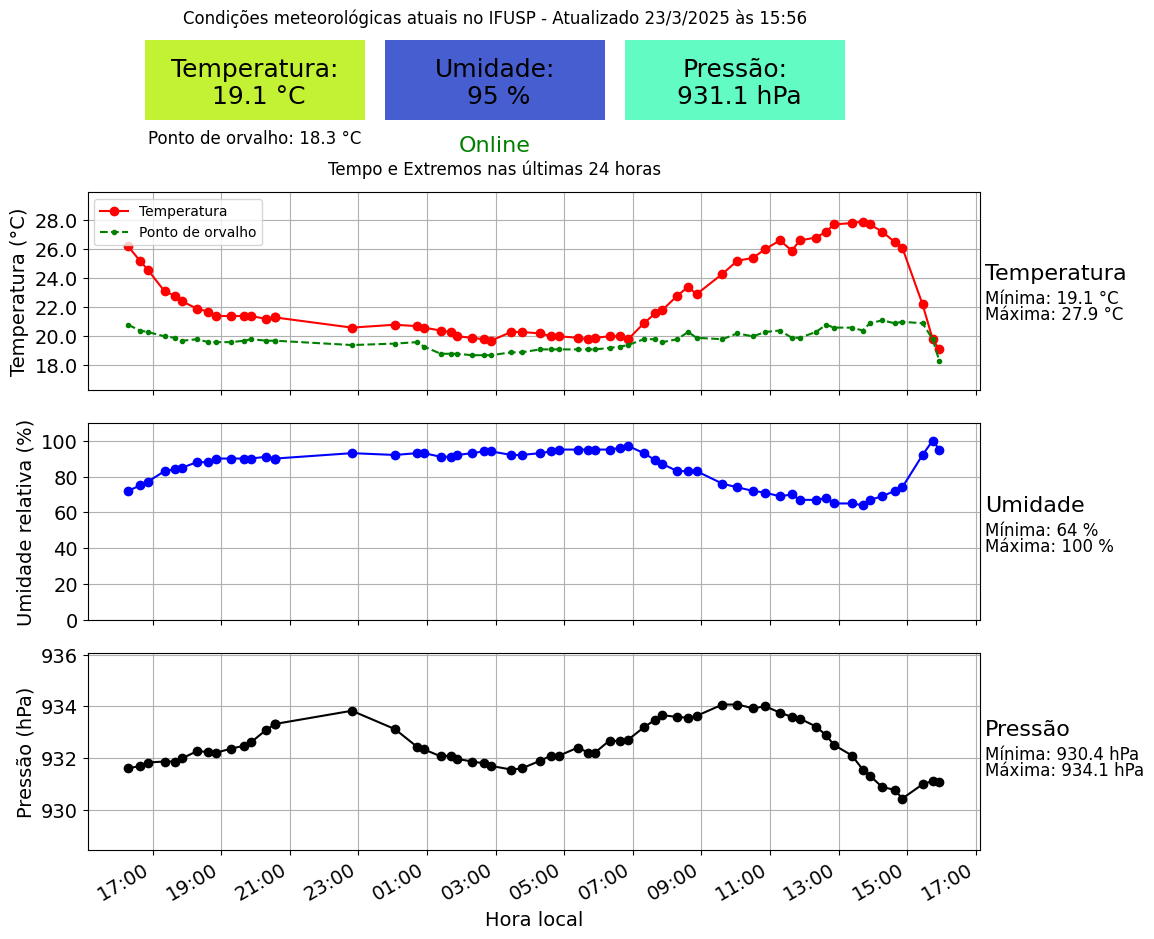 Condições meteorológicas atuais no IFUSP - Atualizado 23/3/2025 às 15:56
Temperatura:
19.1 °C
Umidade:
95 %
Pressão:
931.1 hPa
Ponto de orvalho: 18.3 °C
Online
Tempo e Extremos nas últimas 24 horas
Temperatura (°C)
28.0
26.0
24.0
22.0
20.0
18.0
Temperatura
Ponto de orvalho
Temperatura
Mínima: 19.1 °C
Máxima: 27.9 °C
Umidade relativa (%)
100
80
60
40
20
0
Umidade
Mínima: 64 %
Máxima: 100 %
Pressão (hPa)
936
934
932
930
Pressão
Mínima: 930.4 hPa
Máxima: 934.1 hPa
17:00
19:00
21:00
23:00
01:00
03:00
05:00
07:00
09:00
11:00
13:00
15:00
17:00
Hora local